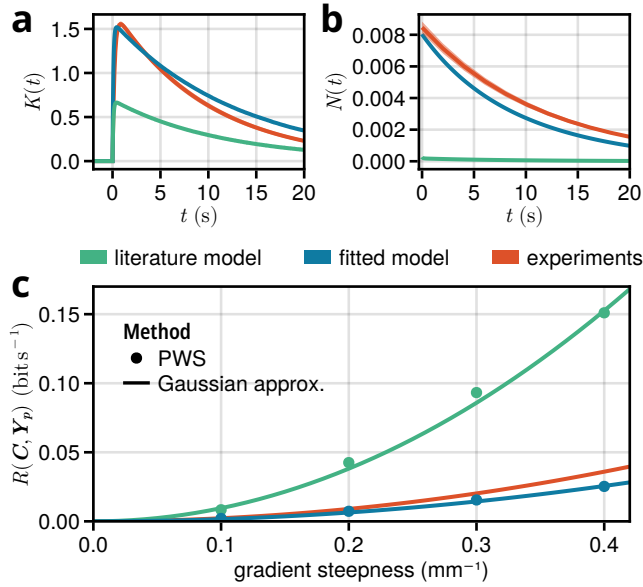 a
K(t)
1.5
1.0
0.5
0.0
0 5 10 15 20
t (s)
b
N(t)
0.008
0.006
0.004
0.002
0.000
0 5 10 15 20
t (s)
literature model fitted model experiments
c
R(C, Yₚ) (bit s⁻¹)
0.15
0.10
0.05
0.00
Method
PWS
Gaussian approx.
0.0 0.1 0.2 0.3 0.4
gradient steepness (mm⁻¹)